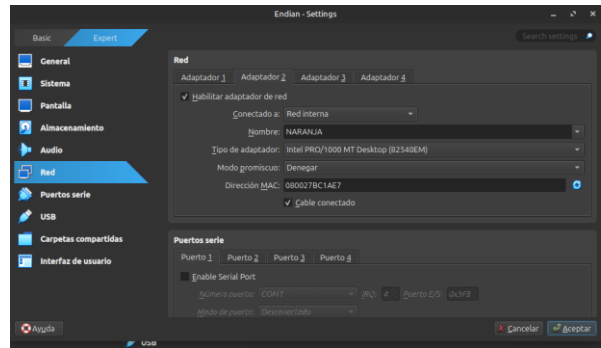 Endian - Settings
Basic Expert Search settings
General
Sistema
Pantalla
Almacenamiento
Audio
Red
Puertos serie
USB
Carpetas compartidas
Interfaz de usuario
Red
Adaptador 1 Adaptador 2 Adaptador 3 Adaptador 4
Habilitar adaptador de red
Conectado a: Red interna
Nombre: NARANJA
Tipo de adaptador: Intel PRO/1000 MT Desktop (82540EM)
Modo promiscuo: Denegar
Dirección MAC: 080027BC1AE7
Cable conectado
Puertos serie
Puerto 1 Puerto 2 Puerto 3 Puerto 4
Enable Serial Port
Número puerto: COM1 IRQ: 4 Puerto E/S: 0x3F8
Modo de puerto: Desconectado
Ayuda Cancelar Aceptar
USB